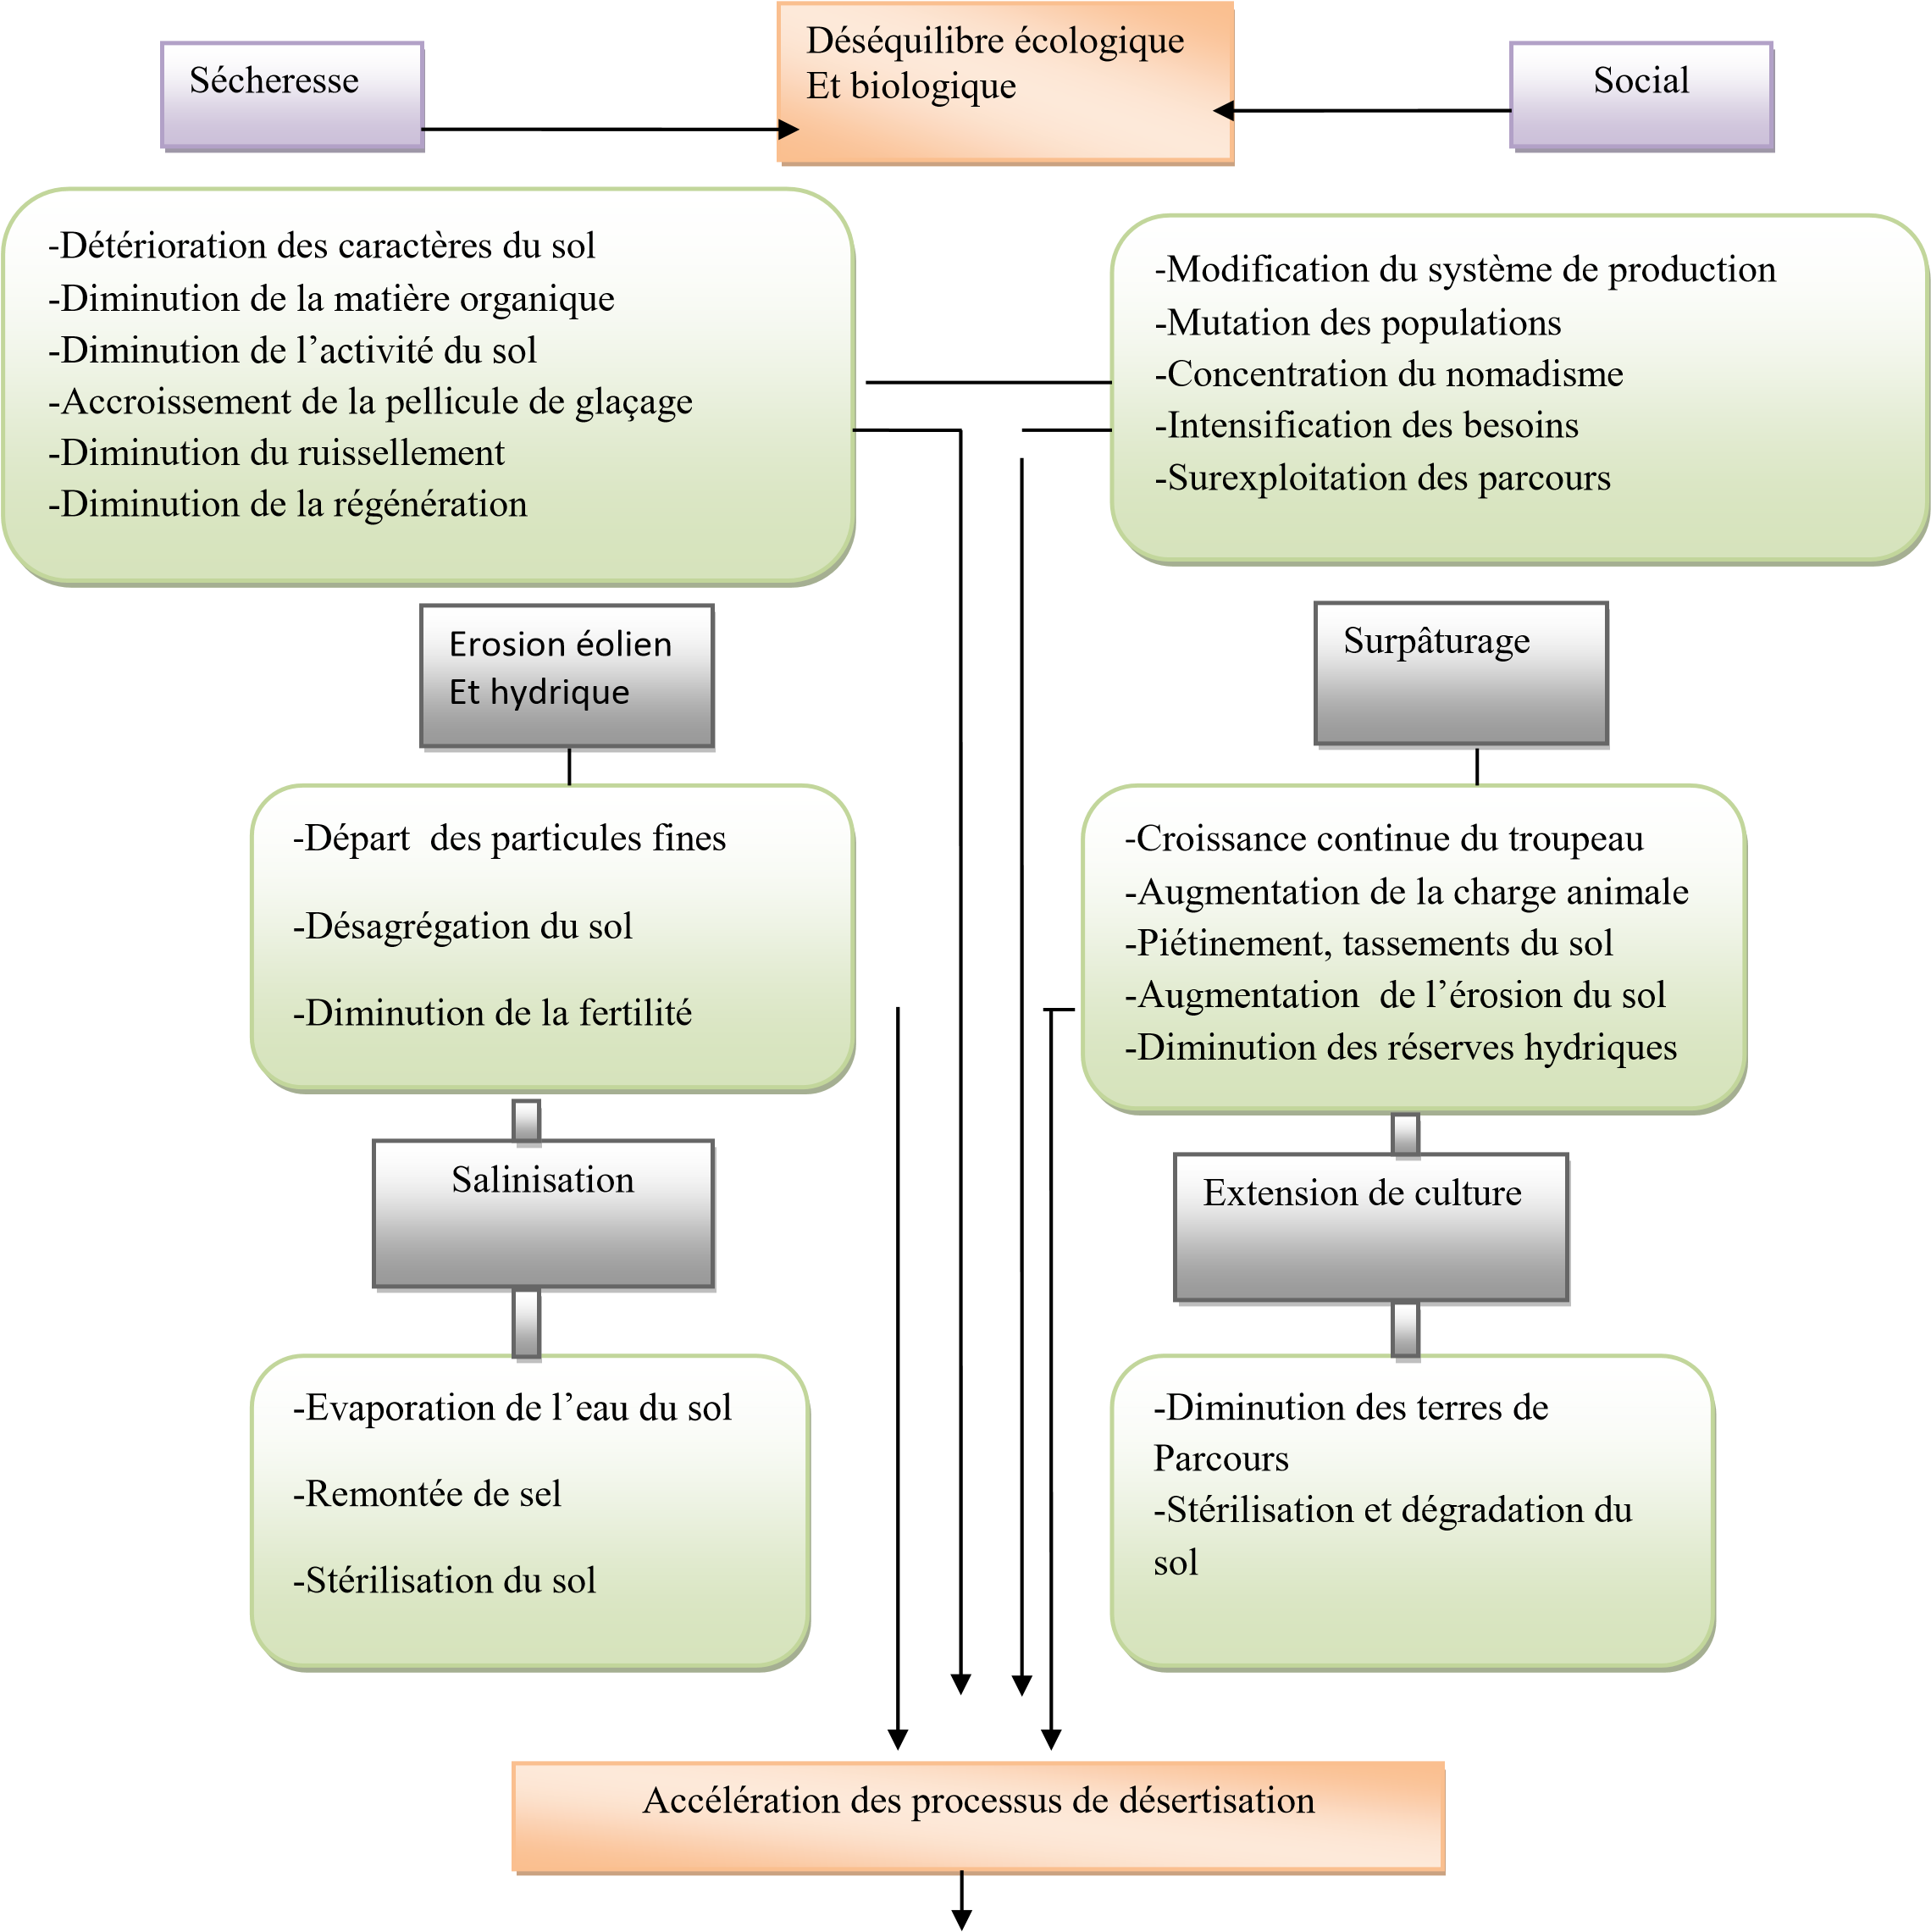 Déséquilibre écologique
Et biologique
Sécheresse
Social
-Détérioration des caractères du sol
-Diminution de la matière organique
-Diminution de l’activité du sol
-Accroissement de la pellicule de glaçage
-Diminution du ruissellement
-Diminution de la régénération
-Modification du système de production
-Mutation des populations
-Concentration du nomadisme
-Intensification des besoins
-Surexploitation des parcours
Erosion éolien
Et hydrique
Surpâturage
-Départ  des particules fines
-Désagrégation du sol
-Diminution de la fertilité
-Croissance continue du troupeau
-Augmentation de la charge animale
-Piétinement, tassements du sol
-Augmentation  de l’érosion du sol
-Diminution des réserves hydriques
Salinisation
Extension de culture
-Evaporation de l’eau du sol
-Remontée de sel
-Stérilisation du sol
-Diminution des terres de
Parcours
-Stérilisation et dégradation du
sol
Accélération des processus de désertisation